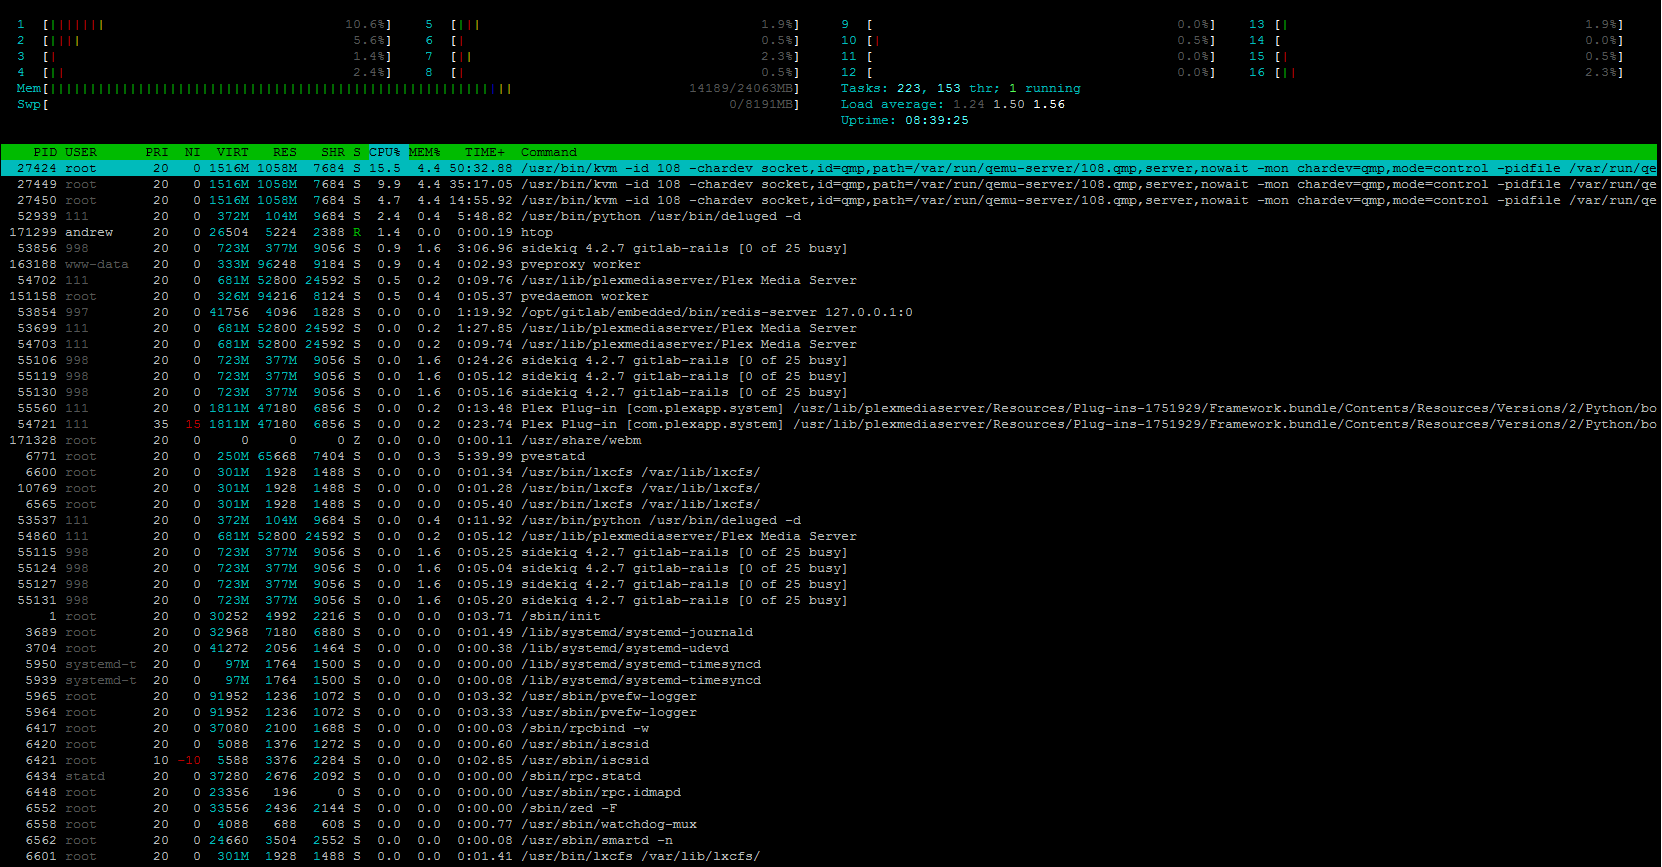 1 [||||||| 10.6%] 5 [||| 1.9%] 9 [ 0.0%] 13 [| 1.9%]
2 [|||| 5.6%] 6 [| 0.5%] 10 [| 0.5%] 14 [ 0.0%]
3 [| 1.4%] 7 [|| 2.3%] 11 [ 0.0%] 15 [| 0.5%]
4 [|| 2.4%] 8 [| 0.5%] 12 [ 0.0%] 16 [|| 2.3%]
Mem[|||||||||||||||||||||||||||||||||||||||||||||||||||||||||| 14189/24063MB] Tasks: 223, 153 thr; 1 running
Swp[ 0/8191MB] Load average: 1.24 1.50 1.56
Uptime: 08:39:25
PID USER PRI NI VIRT RES SHR S CPU% MEM% TIME+ Command
27424 root 20 0 1516M 1058M 7684 S 15.5 4.4 50:32.88 /usr/bin/kvm -id 108 -chardev socket,id=qmp,path=/var/run/qemu-server/108.qmp,server,nowait -mon chardev=qmp,mode=control -pidfile /var/run/qe
27449 root 20 0 1516M 1058M 7684 S 9.9 4.4 35:17.05 /usr/bin/kvm -id 108 -chardev socket,id=qmp,path=/var/run/qemu-server/108.qmp,server,nowait -mon chardev=qmp,mode=control -pidfile /var/run/qe
27450 root 20 0 1516M 1058M 7684 S 4.7 4.4 14:55.92 /usr/bin/kvm -id 108 -chardev socket,id=qmp,path=/var/run/qemu-server/108.qmp,server,nowait -mon chardev=qmp,mode=control -pidfile /var/run/qe
52939 111 20 0 372M 104M 9684 S 2.4 0.4 5:48.82 /usr/bin/python /usr/bin/deluged -d
171299 andrew 20 0 26504 5224 2388 R 1.4 0.0 0:00.19 htop
53856 998 20 0 723M 377M 9056 S 0.9 1.6 3:06.96 sidekiq 4.2.7 gitlab-rails [0 of 25 busy]
163188 www-data 20 0 333M 96248 9184 S 0.9 0.4 0:02.93 pveproxy worker
54702 111 20 0 681M 52800 24592 S 0.5 0.2 0:09.76 /usr/lib/plexmediaserver/Plex Media Server
151158 root 20 0 326M 94216 8124 S 0.5 0.4 0:05.37 pvedaemon worker
53854 997 20 0 41756 4096 1828 S 0.0 0.0 1:19.92 /opt/gitlab/embedded/bin/redis-server 127.0.0.1:0
53699 111 20 0 681M 52800 24592 S 0.0 0.2 1:27.85 /usr/lib/plexmediaserver/Plex Media Server
54703 111 20 0 681M 52800 24592 S 0.0 0.2 0:09.74 /usr/lib/plexmediaserver/Plex Media Server
55106 998 20 0 723M 377M 9056 S 0.0 1.6 0:24.26 sidekiq 4.2.7 gitlab-rails [0 of 25 busy]
55119 998 20 0 723M 377M 9056 S 0.0 1.6 0:05.12 sidekiq 4.2.7 gitlab-rails [0 of 25 busy]
55130 998 20 0 723M 377M 9056 S 0.0 1.6 0:05.16 sidekiq 4.2.7 gitlab-rails [0 of 25 busy]
55560 111 20 0 1811M 47180 6856 S 0.0 0.2 0:13.48 Plex Plug-in [com.plexapp.system] /usr/lib/plexmediaserver/Resources/Plug-ins-1751929/Framework.bundle/Contents/Resources/Versions/2/Python/bo
54721 111 35 15 1811M 47180 6856 S 0.0 0.2 0:23.74 Plex Plug-in [com.plexapp.system] /usr/lib/plexmediaserver/Resources/Plug-ins-1751929/Framework.bundle/Contents/Resources/Versions/2/Python/bo
171328 root 20 0 0 0 0 Z 0.0 0.0 0:00.11 /usr/share/webm
6771 root 20 0 250M 65668 7404 S 0.0 0.3 5:39.99 pvestatd
6600 root 20 0 301M 1928 1488 S 0.0 0.0 0:01.34 /usr/bin/lxcfs /var/lib/lxcfs/
10769 root 20 0 301M 1928 1488 S 0.0 0.0 0:01.28 /usr/bin/lxcfs /var/lib/lxcfs/
6565 root 20 0 301M 1928 1488 S 0.0 0.0 0:05.40 /usr/bin/lxcfs /var/lib/lxcfs/
53537 111 20 0 372M 104M 9684 S 0.0 0.4 0:11.92 /usr/bin/python /usr/bin/deluged -d
54860 111 20 0 681M 52800 24592 S 0.0 0.2 0:05.12 /usr/lib/plexmediaserver/Plex Media Server
55115 998 20 0 723M 377M 9056 S 0.0 1.6 0:05.25 sidekiq 4.2.7 gitlab-rails [0 of 25 busy]
55124 998 20 0 723M 377M 9056 S 0.0 1.6 0:05.04 sidekiq 4.2.7 gitlab-rails [0 of 25 busy]
55127 998 20 0 723M 377M 9056 S 0.0 1.6 0:05.19 sidekiq 4.2.7 gitlab-rails [0 of 25 busy]
55131 998 20 0 723M 377M 9056 S 0.0 1.6 0:05.20 sidekiq 4.2.7 gitlab-rails [0 of 25 busy]
1 root 20 0 30252 4992 2216 S 0.0 0.0 0:03.71 /sbin/init
3689 root 20 0 32968 7180 6880 S 0.0 0.0 0:01.49 /lib/systemd/systemd-journald
3704 root 20 0 41272 2056 1464 S 0.0 0.0 0:00.38 /lib/systemd/systemd-udevd
5950 systemd-t 20 0 97M 1764 1500 S 0.0 0.0 0:00.00 /lib/systemd/systemd-timesyncd
5939 systemd-t 20 0 97M 1764 1500 S 0.0 0.0 0:00.08 /lib/systemd/systemd-timesyncd
5965 root 20 0 91952 1236 1072 S 0.0 0.0 0:03.32 /usr/sbin/pvefw-logger
5964 root 20 0 91952 1236 1072 S 0.0 0.0 0:03.33 /usr/sbin/pvefw-logger
6417 root 20 0 37080 2100 1688 S 0.0 0.0 0:00.03 /sbin/rpcbind -w
6420 root 20 0 5088 1376 1272 S 0.0 0.0 0:00.60 /usr/sbin/iscsid
6421 root 10 -10 5588 3376 2284 S 0.0 0.0 0:02.85 /usr/sbin/iscsid
6434 statd 20 0 37280 2676 2092 S 0.0 0.0 0:00.00 /sbin/rpc.statd
6448 root 20 0 23356 196 0 S 0.0 0.0 0:00.00 /usr/sbin/rpc.idmapd
6552 root 20 0 33556 2436 2144 S 0.0 0.0 0:00.00 /sbin/zed -F
6558 root 20 0 4088 688 608 S 0.0 0.0 0:00.77 /usr/sbin/watchdog-mux
6562 root 20 0 24660 3504 2552 S 0.0 0.0 0:00.08 /usr/sbin/smartd -n
6601 root 20 0 301M 1928 1488 S 0.0 0.0 0:01.41 /usr/bin/lxcfs /var/lib/lxcfs/